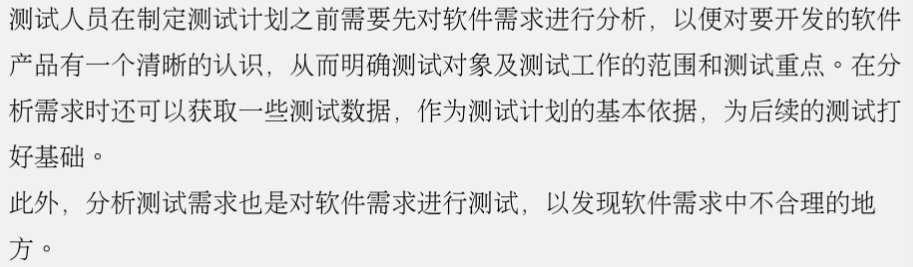 测试人员在制定测试计划之前需要先对软件需求进行分析，以便对要开发的软件
产品有一个清晰的认识，从而明确测试对象及测试工作的范围和测试重点。在分
析需求时还可以获取一些测试数据，作为测试计划的基本依据，为后续的测试打
好基础。
此外，分析测试需求也是对软件需求进行测试，以发现软件需求中不合理的地
方。